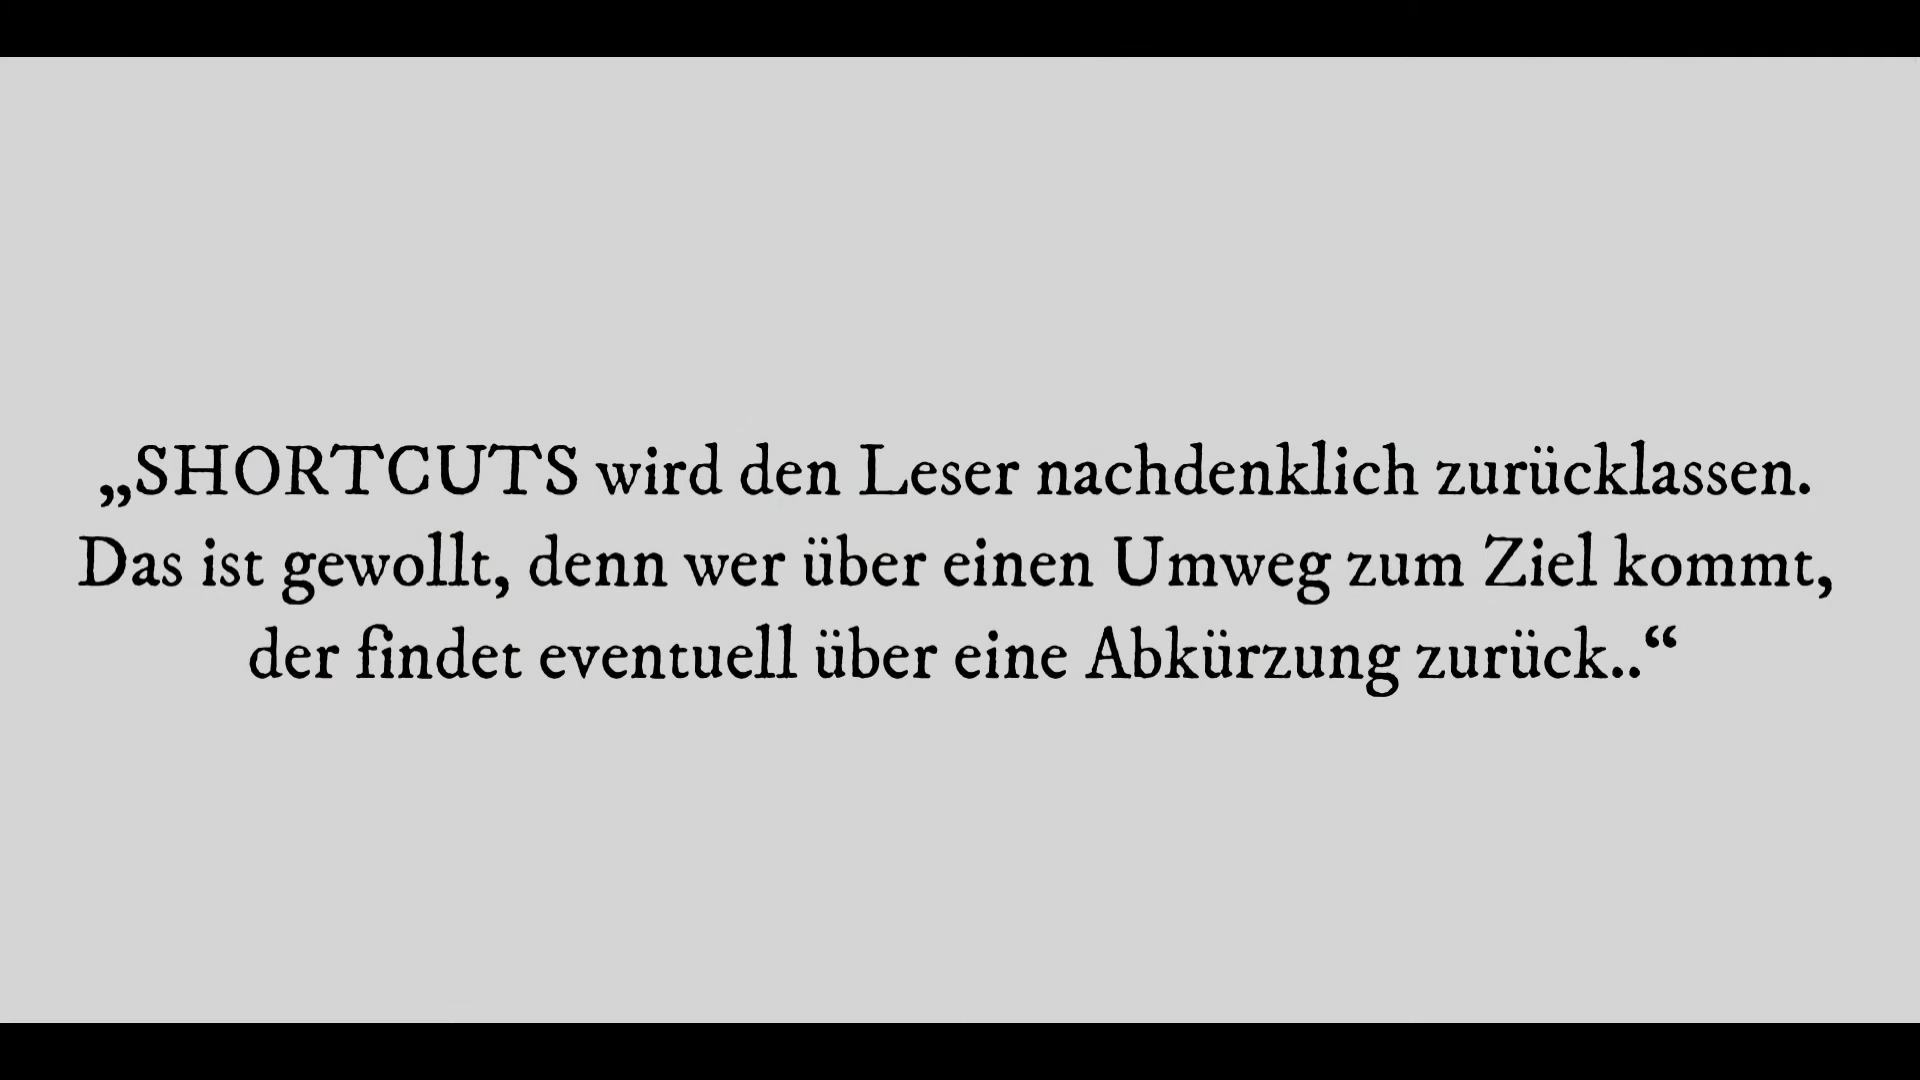 „SHORTCUTS wird den Leser nachdenklich zurücklassen.
Das ist gewollt, denn wer über einen Umweg zum Ziel kommt,
der findet eventuell über eine Abkürzung zurück..“